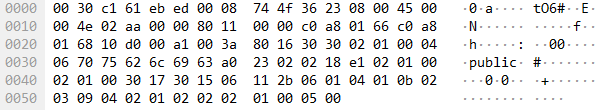 0000 00 30 c1 61 eb ed 00 08 74 4f 36 23 08 00 45 00 ·0·a···· tO6#··E·
0010 00 4e 02 aa 00 00 80 11 00 00 c0 a8 01 66 c0 a8 ·N······ ·····f··
0020 01 68 10 d0 00 a1 00 3a 80 16 30 30 02 01 00 04 ·h·····: ··00····
0030 06 70 75 62 6c 69 63 a0 23 02 02 18 e1 02 01 00 ·public· #·······
0040 02 01 00 30 17 30 15 06 11 2b 06 01 04 01 0b 02 ···0·0·· ·+······
0050 03 09 04 02 01 02 02 02 01 00 05 00 ········ ····